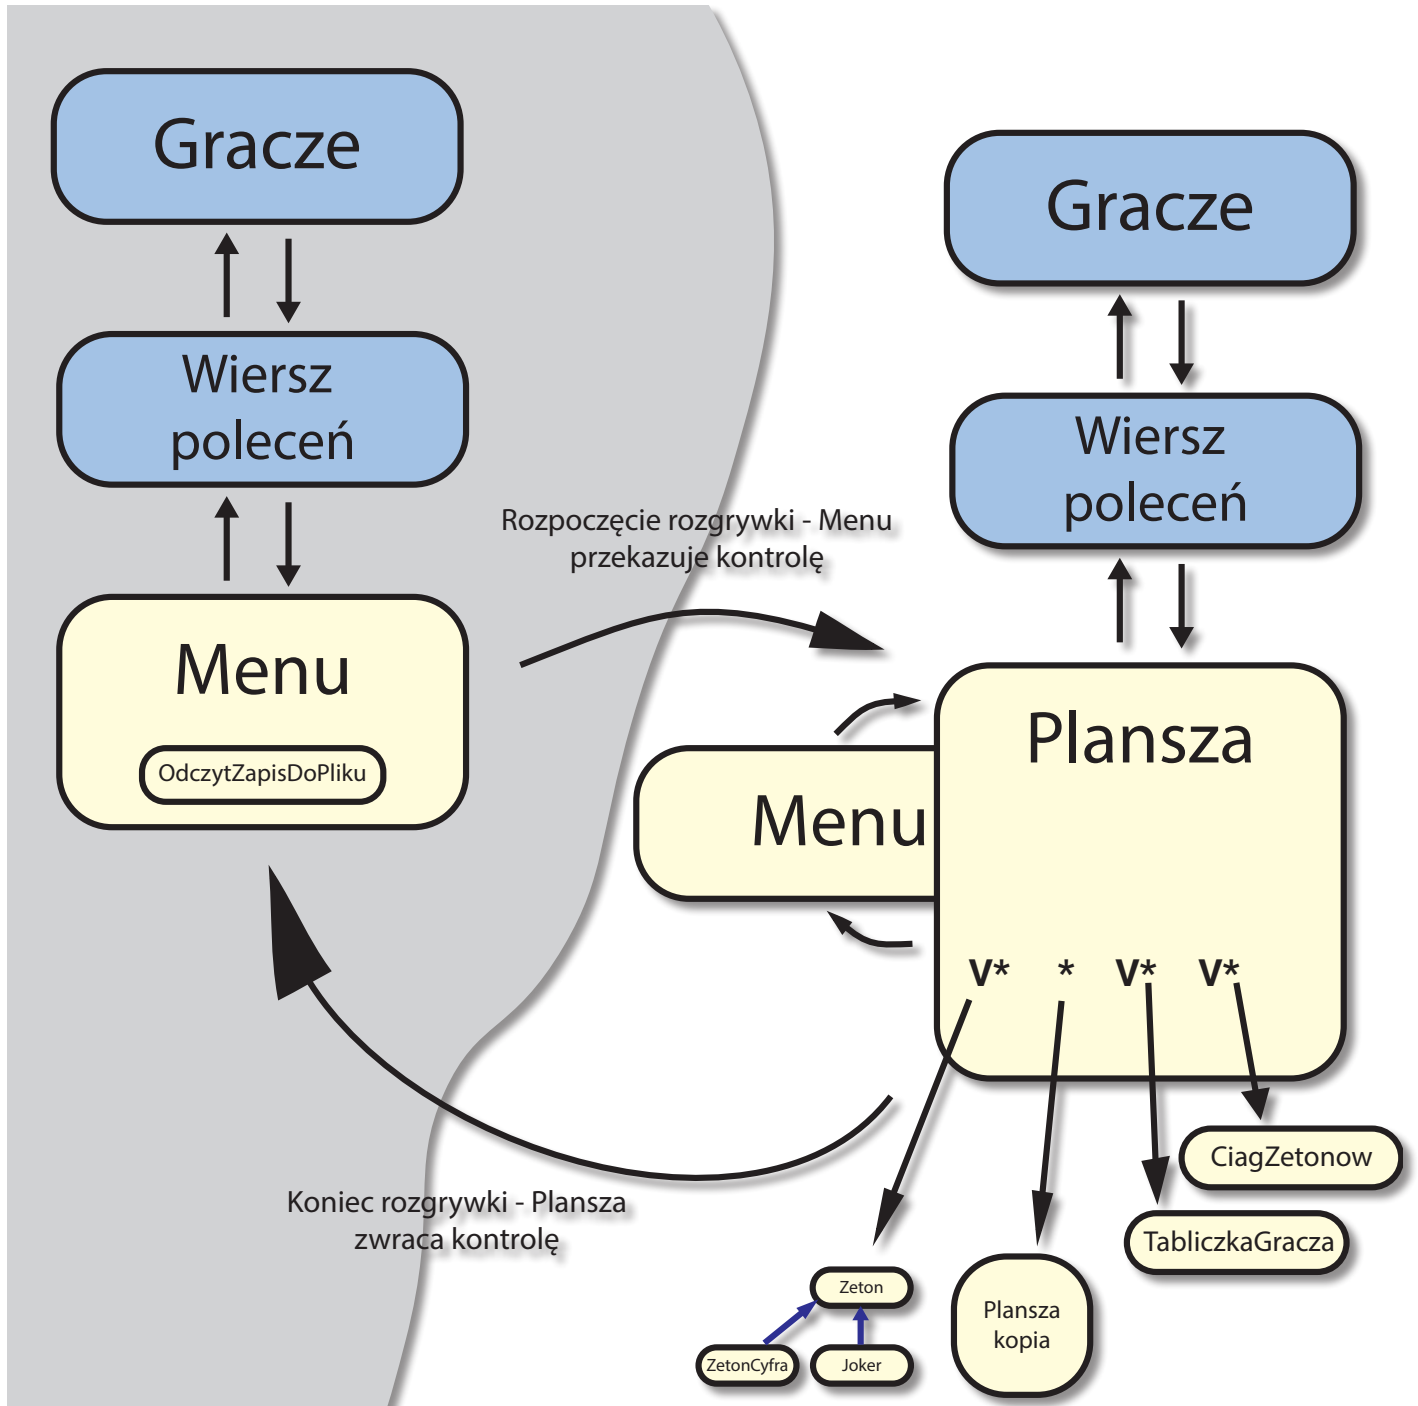 Gracze
Wiersz
poleceń
Menu
OdczytZapisDoPliku
Rozpoczęcie rozgrywki - Menu
przekazuje kontrolę
Gracze
Wiersz
poleceń
Plansza
Menu
V* * V* V*
CiagZetonow
TabliczkaGracza
Koniec rozgrywki - Plansza
zwraca kontrolę
Zeton
ZetonCyfra
Joker
Plansza
kopia